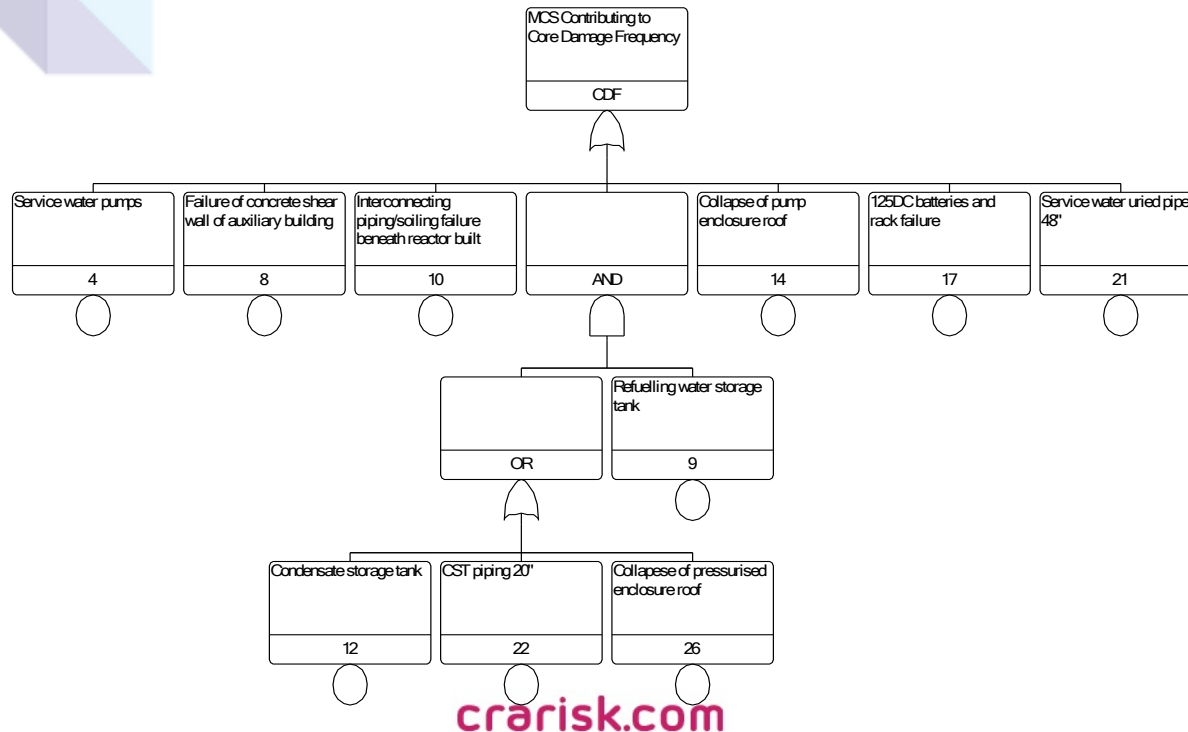 MCS Contributing to
Core Damage Frequency
CDF
Service water pumps
4
Failure of concrete shear
wall of auxiliary building
8
Interconnecting
piping/soiling failure
beneath reactor built
10
AND
Collapse of pump
enclosure roof
14
125DC batteries and
rack failure
17
Service water uried pipe
48"
21
OR
Refuelling water storage
tank
9
Condensate storage tank
12
CST piping 20"
22
Collapese of pressurised
enclosure roof
26
crarisk.com